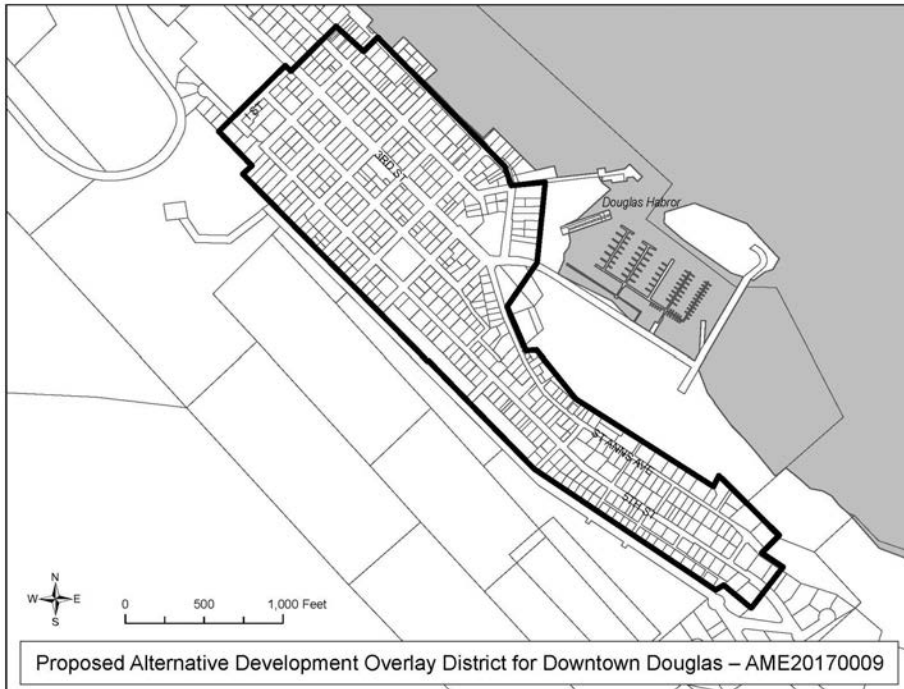 1 ST
3RD ST
Douglas Habror
ST ANNS AVE
5TH ST
N
W E
S
0 500 1,000 Feet
Proposed Alternative Development Overlay District for Downtown Douglas – AME20170009